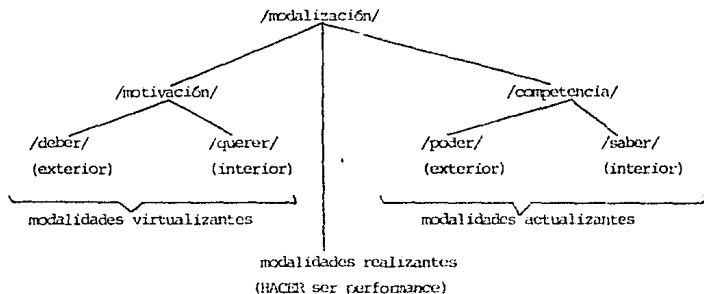 /modalización/
/motivación/ /competencia/
/deber/ /querer/ /poder/ /saber/
(exterior) (interior) (exterior) (interior)
modalidades virtualizantes modalidades actualizantes
modalidades realizantes
(HACER ser performance)